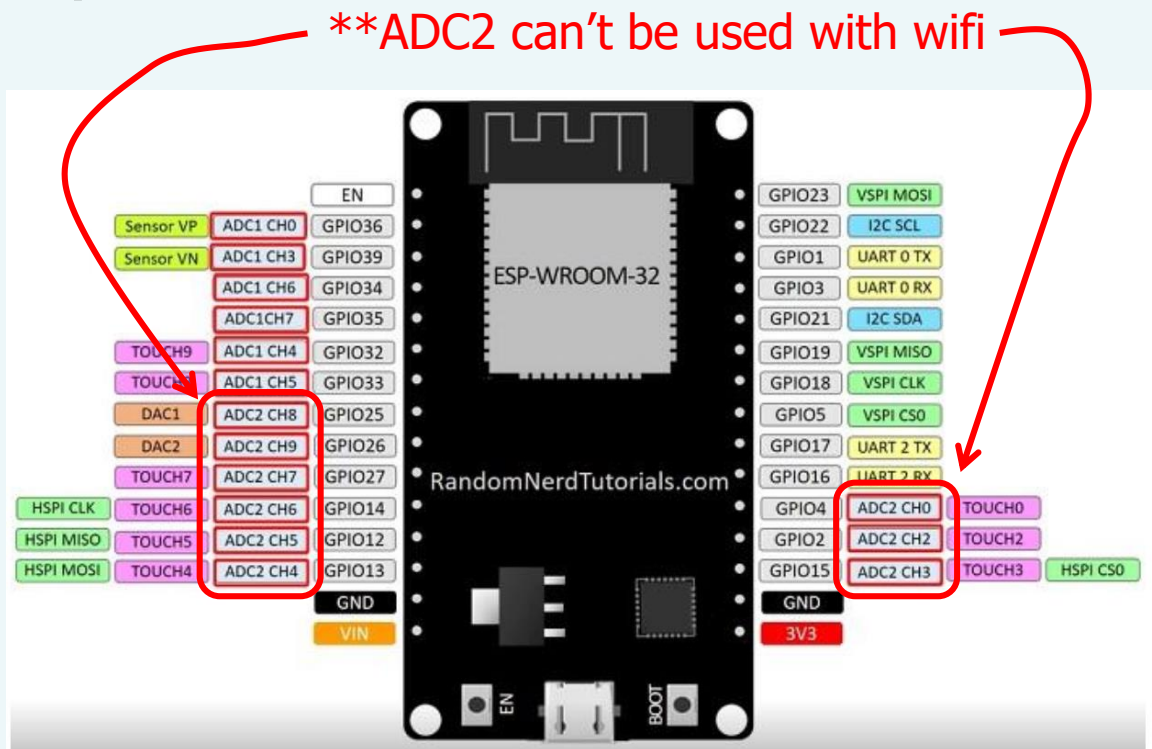 **ADC2 can't be used with wifi
EN
GPIO23 VSPI MOSI
Sensor VP ADC1 CH0 GPIO36
GPIO22 I2C SCL
Sensor VN ADC1 CH3 GPIO39
GPIO1 UART 0 TX
ESP-WROOM-32
ADC1 CH6 GPIO34
GPIO3 UART 0 RX
ADC1CH7 GPIO35
GPIO21 I2C SDA
TOUCH9 ADC1 CH4 GPIO32
GPIO19 VSPI MISO
ADC1 CH5 GPIO33
GPIO18 VSPI CLK
DAC1 ADC2 CH8 GPIO25
GPIO5 VSPI CS0
DAC2 ADC2 CH9 GPIO26
GPIO17 UART 2 TX
TOUCH7 ADC2 CH7 GPIO27
RandomNerdTutorials.com
GPIO16 UART 2 RX
HSPI CLK TOUCH6 ADC2 CH6 GPIO14
GPIO4 ADC2 CH0 TOUCH0
HSPI MISO TOUCH5 ADC2 CH5 GPIO12
GPIO2 ADC2 CH2 TOUCH2
HSPI MOSI TOUCH4 ADC2 CH4 GPIO13
GPIO15 ADC2 CH3 TOUCH3 HSPI CS0
GND
GND
VIN
3V3
EN
BOOT